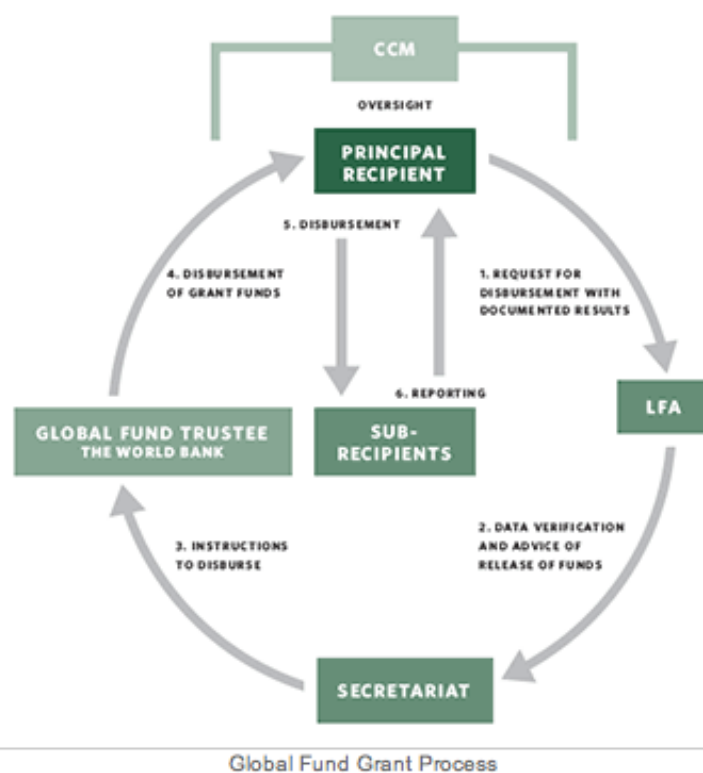 CCM
OVERSIGHT
PRINCIPAL
RECIPIENT
5. DISBURSEMENT
4. DISBURSEMENT
OF GRANT FUNDS
1. REQUEST FOR
DISBURSEMENT WITH
DOCUMENTED RESULTS
6. REPORTING
LFA
GLOBAL FUND TRUSTEE
THE WORLD BANK
SUB-
RECIPIENTS
2. DATA VERIFICATION
AND ADVICE OF
RELEASE OF FUNDS
3. INSTRUCTIONS
TO DISBURSE
SECRETARIAT
Global Fund Grant Process